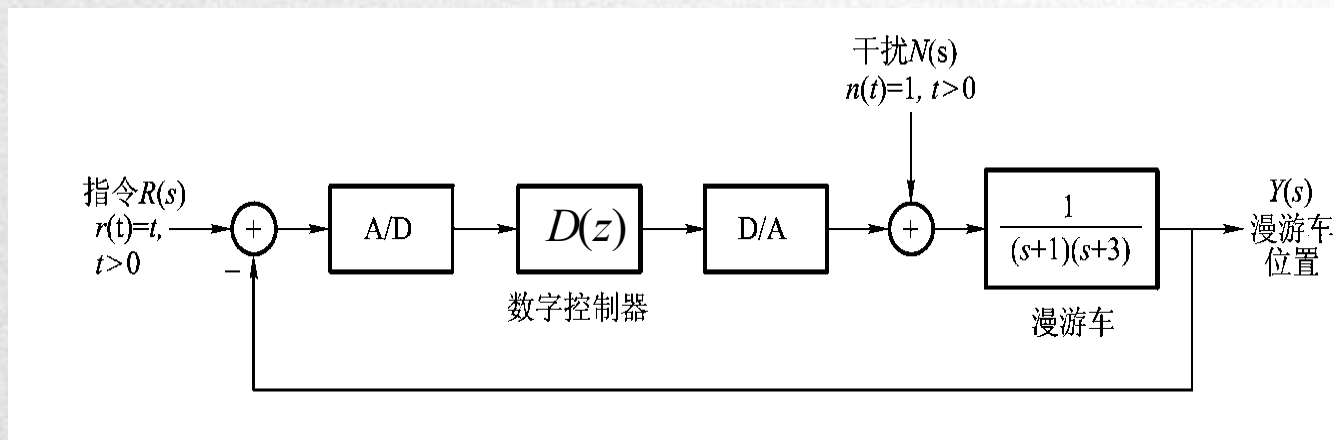 干扰N(s)
n(t)=1, t>0
指令R(s)
r(t)=t,
t>0
+
−
A/D
D(z)
数字控制器
D/A
+
1
(s+1)(s+3)
漫游车
Y(s)
漫游车
位置